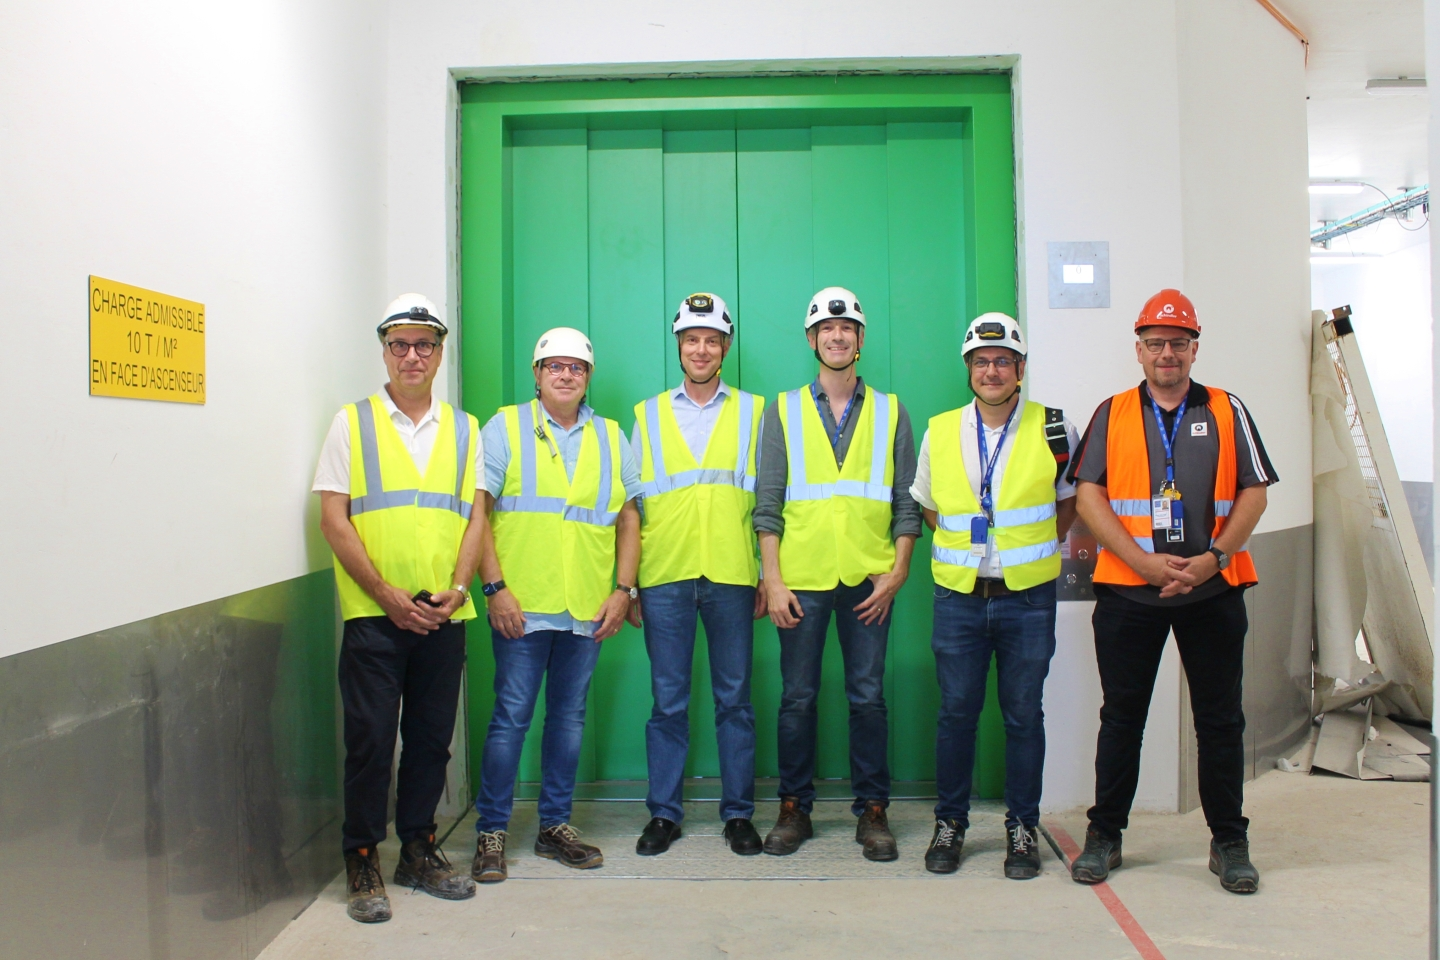 CHARGE ADMISSIBLE
10 T / M²
EN FACE D'ASCENSEUR